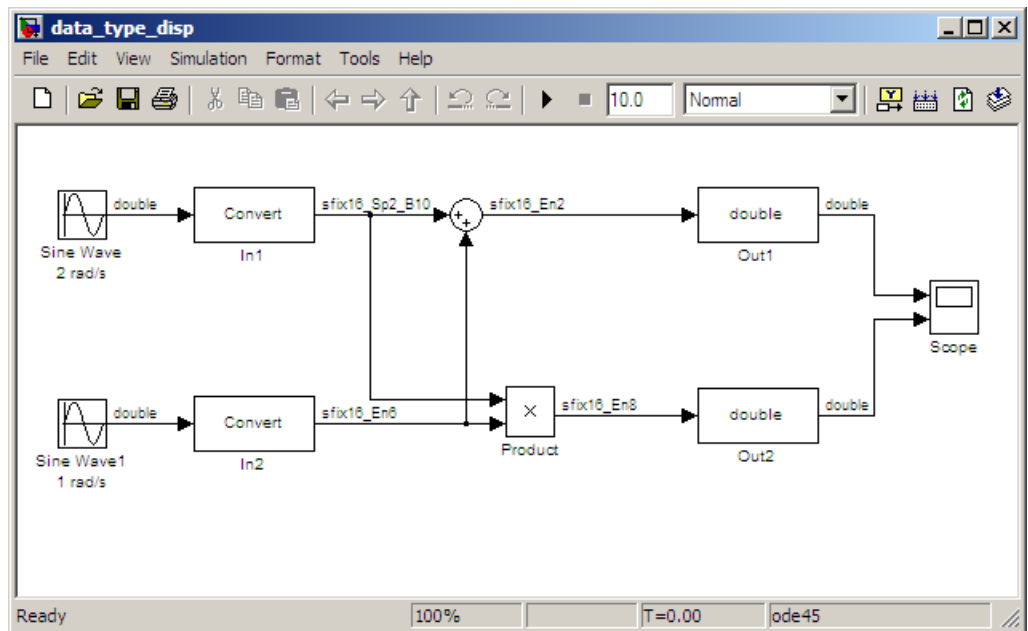 data_type_disp
File Edit View Simulation Format Tools Help
10.0 Normal
double sfix16_Sp2_B10 sfix16_En2 double
Convert double
Sine Wave In1 Out1
2 rad/s
Scope
double sfix16_En6 sfix16_En8 double
Convert × double
Sine Wave1 In2 Product Out2
1 rad/s
Ready 100% T=0.00 ode45